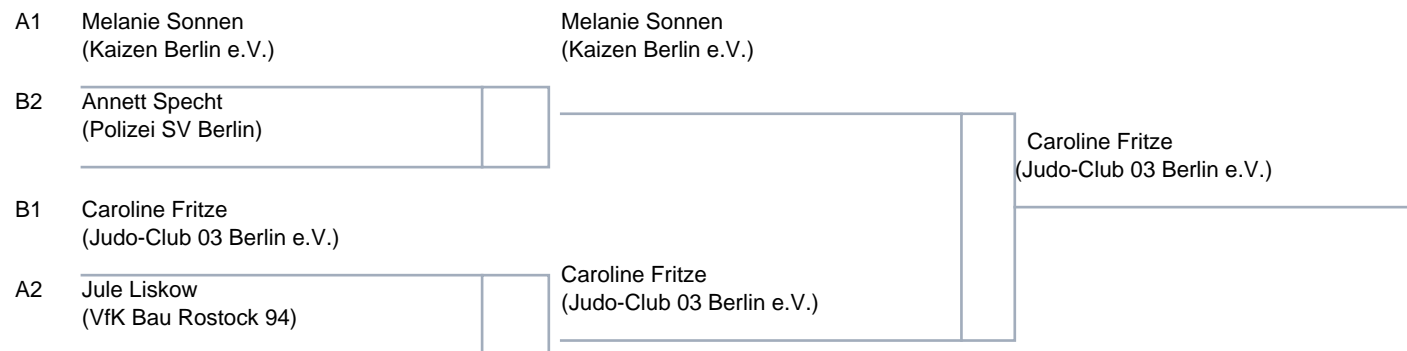 A1 Melanie Sonnen
(Kaizen Berlin e.V.)
B2 Annett Specht
(Polizei SV Berlin)
B1 Caroline Fritze
(Judo-Club 03 Berlin e.V.)
A2 Jule Liskow
(VfK Bau Rostock 94)
Melanie Sonnen
(Kaizen Berlin e.V.)
Caroline Fritze
(Judo-Club 03 Berlin e.V.)
Caroline Fritze
(Judo-Club 03 Berlin e.V.)